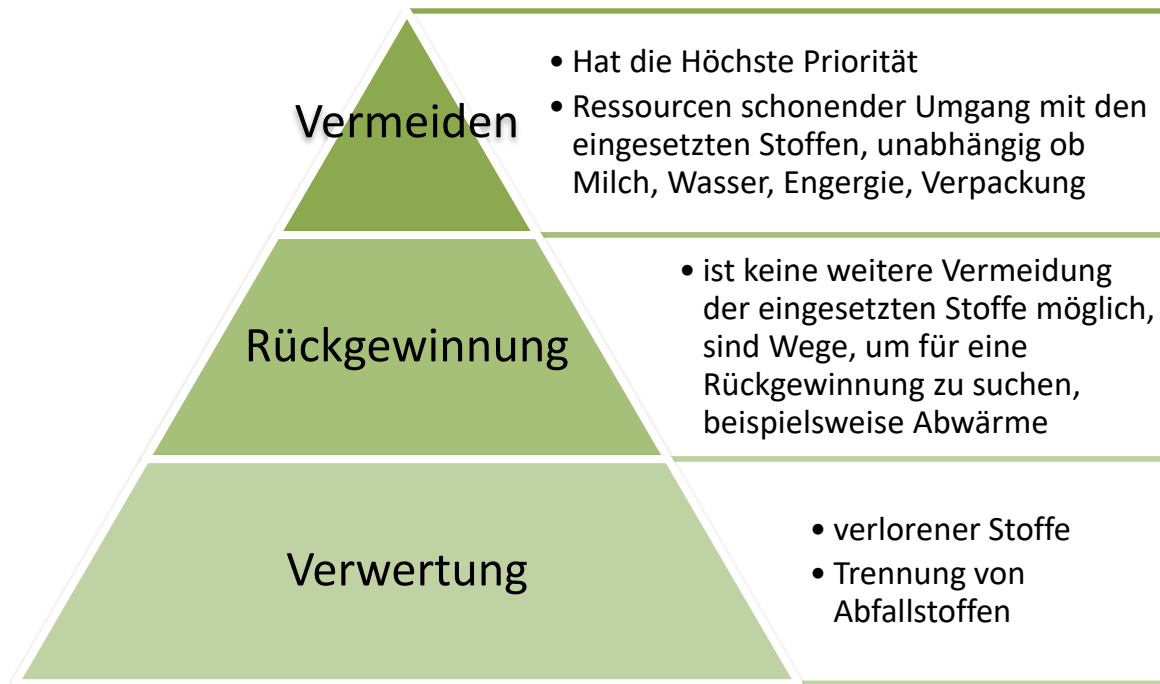 Vermeiden
• Hat die Höchste Priorität
• Ressourcen schonender Umgang mit den
eingesetzten Stoffen, unabhängig ob
Milch, Wasser, Engergie, Verpackung
Rückgewinnung
• ist keine weitere Vermeidung
der eingesetzten Stoffe möglich,
sind Wege, um für eine
Rückgewinnung zu suchen,
beispielsweise Abwärme
Verwertung
• verlorener Stoffe
• Trennung von
Abfallstoffen